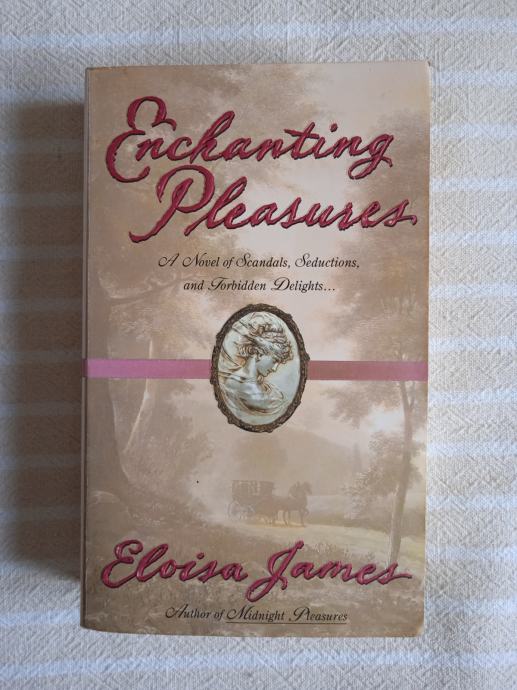 Enchanting
Pleasures
A Novel of Scandals, Seductions,
and Forbidden Delights...
Eloisa James
Author of Midnight Pleasures